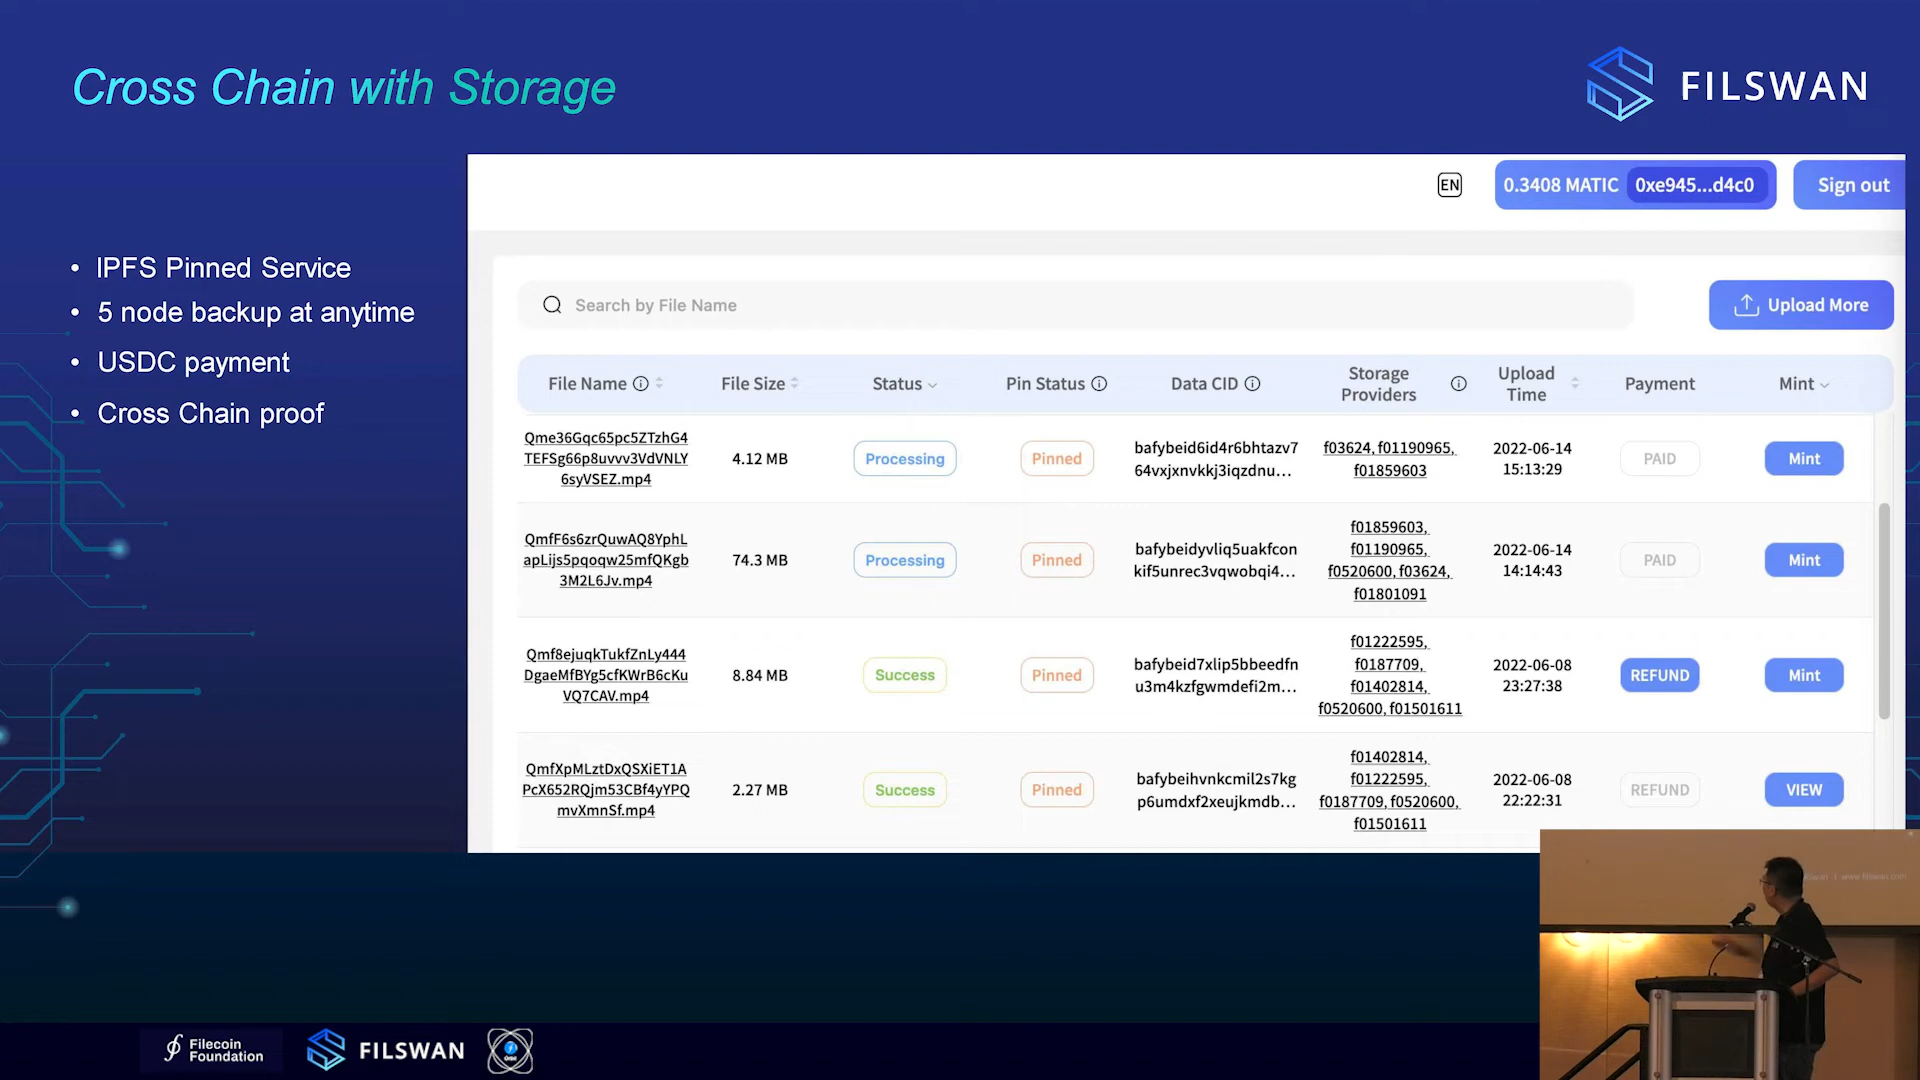 Cross Chain with Storage
FILSWAN
• IPFS Pinned Service
• 5 node backup at anytime
• USDC payment
• Cross Chain proof
EN
0.3408 MATIC 0xe945...d4c0
Sign out
Search by File Name
Upload More
File Name File Size Status Pin Status Data CID Storage Providers Upload Time Payment Mint
Qme36Gqc65pc5ZTzhG4
TEFSg66p8uvvv3VdVNLY
6syVSEZ.mp4
4.12 MB
Processing
Pinned
bafybeid6id4r6bhtazv7
64vxjxnvkkj3iqzdnu...
f03624, f01190965,
f01859603
2022-06-14
15:13:29
PAID
Mint
QmfF6s6zrQuwAQ8YphL
apLijs5pqoqw25mfQKgb
3M2L6Jv.mp4
74.3 MB
Processing
Pinned
bafybeidyvliq5uakfcon
kif5unrec3vqwobqi4...
f01859603,
f01190965,
f0520600, f03624,
f01801091
2022-06-14
14:14:43
PAID
Mint
Qmf8ejuqkTukfZnLy444
DgaeMfBYg5cfKWrB6cKu
VQ7CAV.mp4
8.84 MB
Success
Pinned
bafybeid7xlip5bbeedfn
u3m4kzfgwmdefi2m...
f01222595,
f0187709,
f01402814,
f0520600, f01501611
2022-06-08
23:27:38
REFUND
Mint
QmfXpMLztDxQSXiET1A
PcX652RQjm53CBf4yYPQ
mvXmnSf.mp4
2.27 MB
Success
Pinned
bafybeihvnkcmil2s7kg
p6umdxf2xeujkmdb...
f01402814,
f01222595,
f0187709, f0520600,
f01501611
2022-06-08
22:22:31
REFUND
VIEW
Filecoin
Foundation
FILSWAN